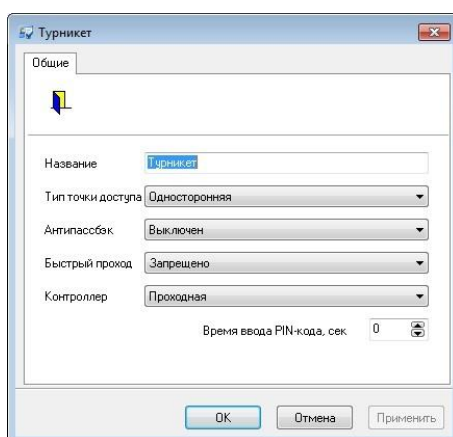 Турникет
Общие
Название Турникет
Тип точки доступа Односторонняя
Антипассбэк Выключен
Быстрый проход Запрещено
Контроллер Проходная
Время ввода PIN-кода, сек 0
OK Отмена Применить